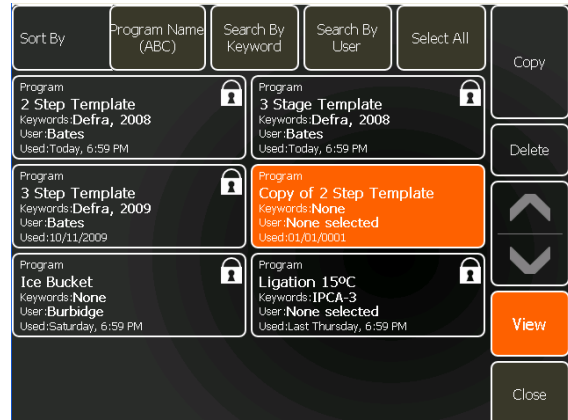 Sort By
Program Name
(ABC)
Search By
Keyword
Search By
User
Select All
Copy
Program
2 Step Template
Keywords:Defra, 2008
User:Bates
Used:Today, 6:59 PM
Program
3 Stage Template
Keywords:Defra, 2008
User:Bates
Used:Today, 6:59 PM
Delete
Program
3 Step Template
Keywords:Defra, 2009
User:Bates
Used:10/11/2009
Program
Copy of 2 Step Template
Keywords:None
User:None selected
Used:01/01/0001
Program
Ice Bucket
Keywords:None
User:Burbidge
Used:Saturday, 6:59 PM
Program
Ligation 15ºC
Keywords:IPCA-3
User:None selected
Used:Last Thursday, 6:59 PM
View
Close